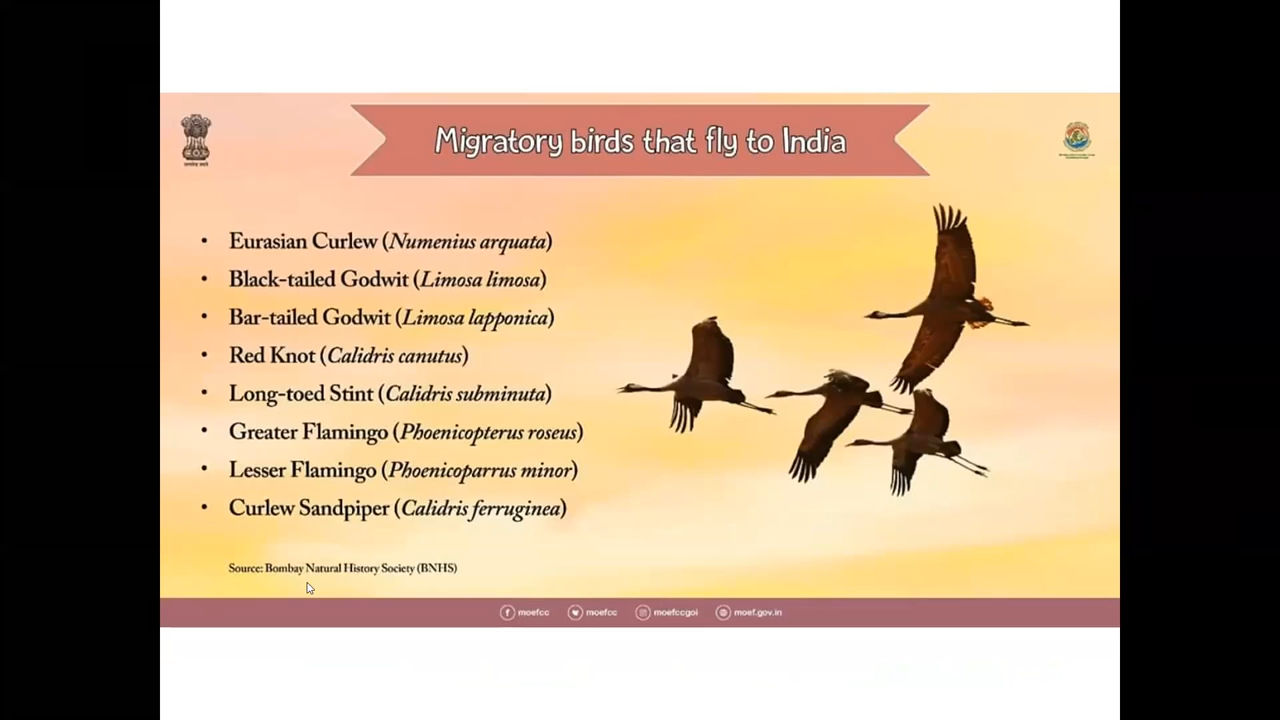 Migratory birds that fly to India
• Eurasian Curlew (Numenius arquata)
• Black-tailed Godwit (Limosa limosa)
• Bar-tailed Godwit (Limosa lapponica)
• Red Knot (Calidris canutus)
• Long-toed Stint (Calidris subminuta)
• Greater Flamingo (Phoenicopterus roseus)
• Lesser Flamingo (Phoenicoparrus minor)
• Curlew Sandpiper (Calidris ferruginea)
Source: Bombay Natural History Society (BNHS)
moefcc moefcc moefccgoi moef.gov.in